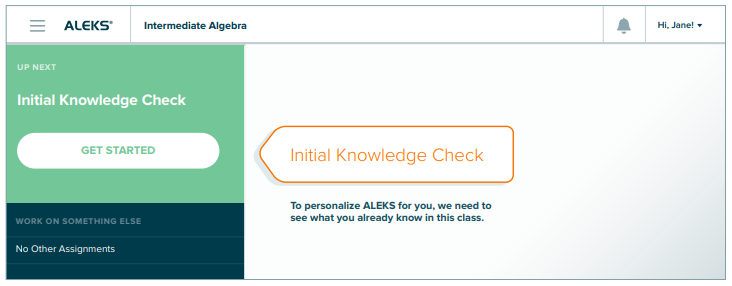 ALEKS®
Intermediate Algebra
Hi, Jane!
UP NEXT
Initial Knowledge Check
GET STARTED
WORK ON SOMETHING ELSE
No Other Assignments
Initial Knowledge Check
To personalize ALEKS for you, we need to
see what you already know in this class.